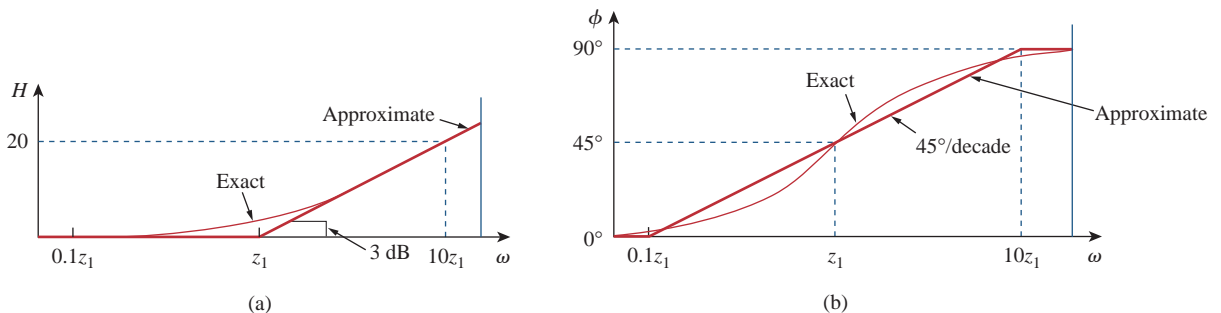 H
20
Approximate
Exact
3 dB
0.1z₁
z₁
10z₁
ω
(a)
ϕ
90°
45°
0°
Exact
Approximate
45°/decade
0.1z₁
z₁
10z₁
ω
(b)